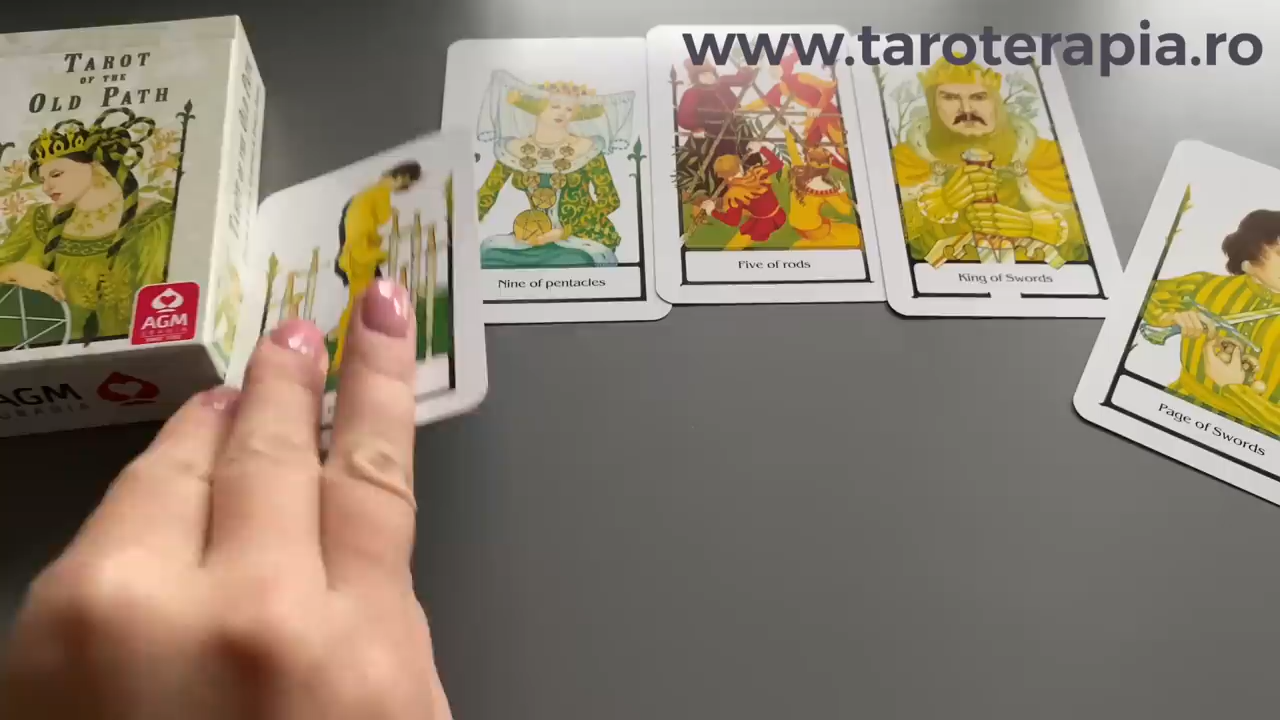 www.taroterapia.ro
TAROT
OF THE
OLD PATH
AGM
AGM
Nine of pentacles
Five of rods
King of Swords
Page of Swords